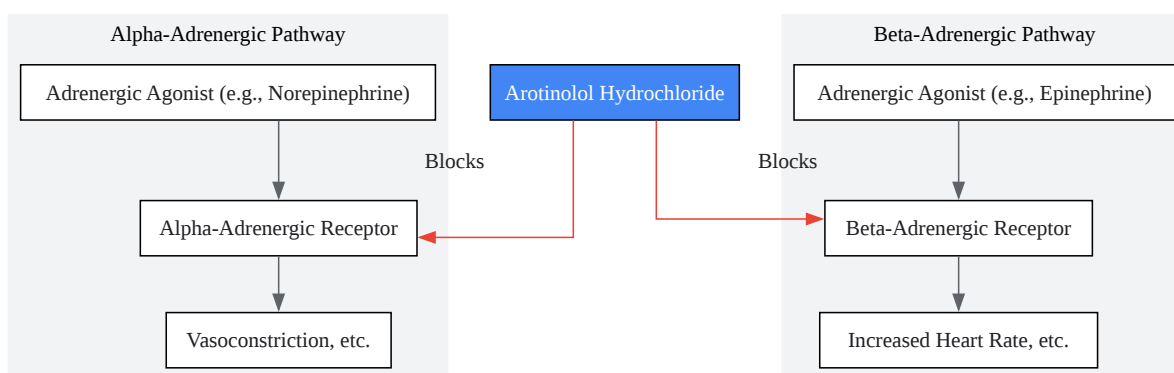 Alpha-Adrenergic Pathway
Beta-Adrenergic Pathway
Adrenergic Agonist (e.g., Norepinephrine)
Arotinolol Hydrochloride
Adrenergic Agonist (e.g., Epinephrine)
Blocks
Blocks
Alpha-Adrenergic Receptor
Beta-Adrenergic Receptor
Vasoconstriction, etc.
Increased Heart Rate, etc.